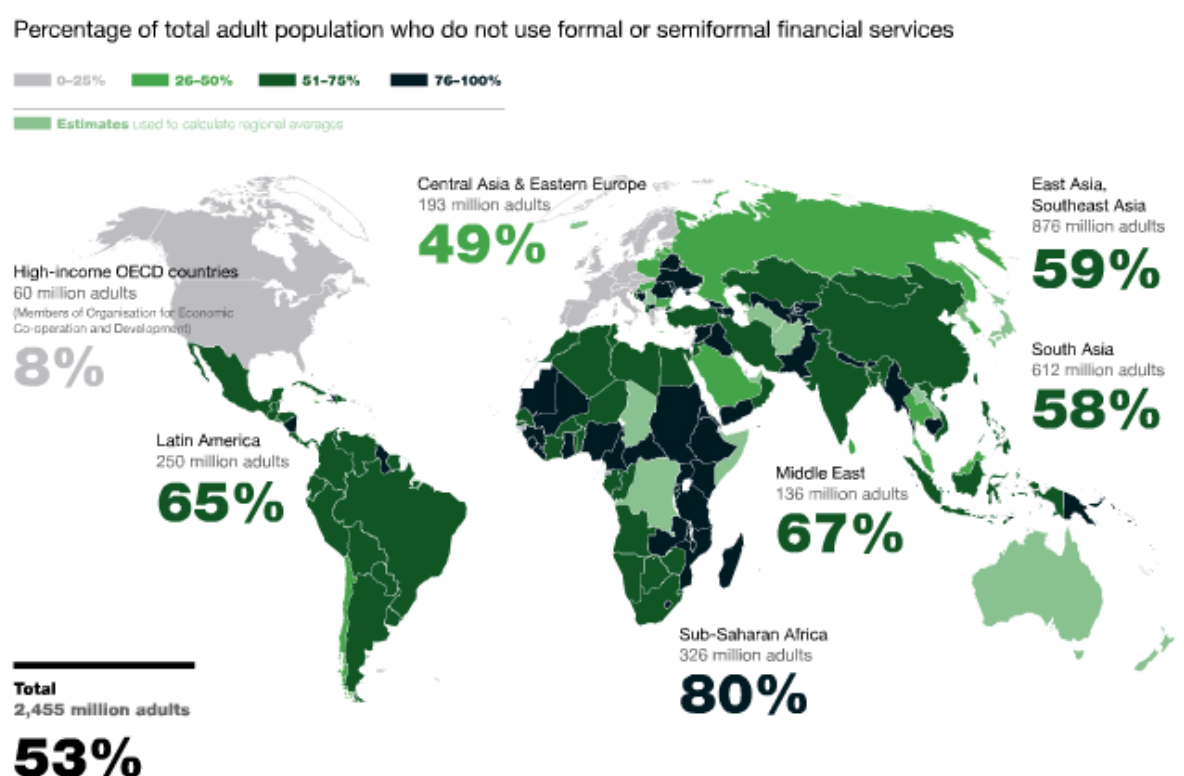 Percentage of total adult population who do not use formal or semiformal financial services
0–25% 26–50% 51–75% 76–100%
Estimates used to calculate regional averages
Central Asia & Eastern Europe
193 million adults
49%
East Asia,
Southeast Asia
876 million adults
59%
High-income OECD countries
60 million adults
(Members of Organisation for Economic
Co-operation and Development)
8%
South Asia
612 million adults
58%
Latin America
250 million adults
65%
Middle East
136 million adults
67%
Sub-Saharan Africa
326 million adults
80%
Total
2,455 million adults
53%